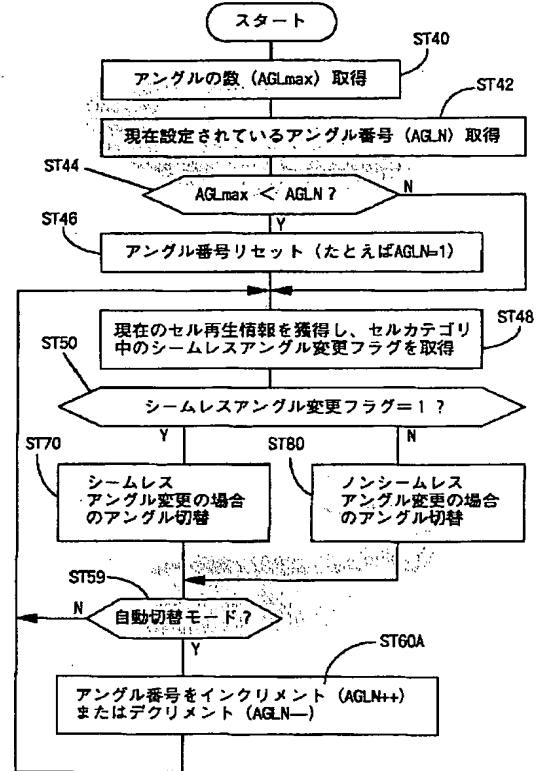 スタート
ST40
アングルの数（AGLmax）取得
ST42
現在設定されているアングル番号（AGLN）取得
ST44
AGLmax ＜ AGLN？
N
Y
ST46
アングル番号リセット（たとえばAGLN=1）
ST48
現在のセル再生情報を獲得し、セルカテゴリ
中のシームレスアングル変更フラグを取得
ST50
シームレスアングル変更フラグ＝１？
Y
N
ST70
シームレス
アングル変更の場合
のアングル切替
ST80
ノンシームレス
アングル変更の場合
のアングル切替
ST59
N
自動切替モード？
Y
ST60A
アングル番号をインクリメント（AGLN++）
またはデクリメント（AGLN--）